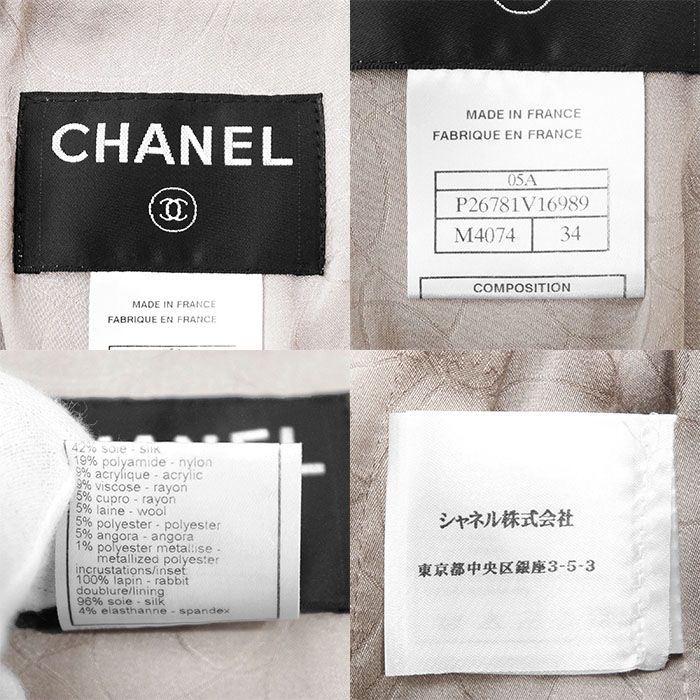 CHANEL
MADE IN FRANCE
FABRIQUE EN FRANCE
MADE IN FRANCE
FABRIQUE EN FRANCE
05A
P26781V16989
M4074 34
COMPOSITION
CHANEL
42% soie - silk
19% polyamide - nylon
9% acrylique - acrylic
9% viscose - rayon
5% cupro - rayon
5% laine - wool
5% polyester - polyester
5% angora - angora
1% polyester metallise -
metallized polyester
incrustations/inset:
100% lapin - rabbit
doublure/lining
96% soie - silk
4% elasthanne - spandex
シャネル株式会社
東京都中央区銀座3-5-3